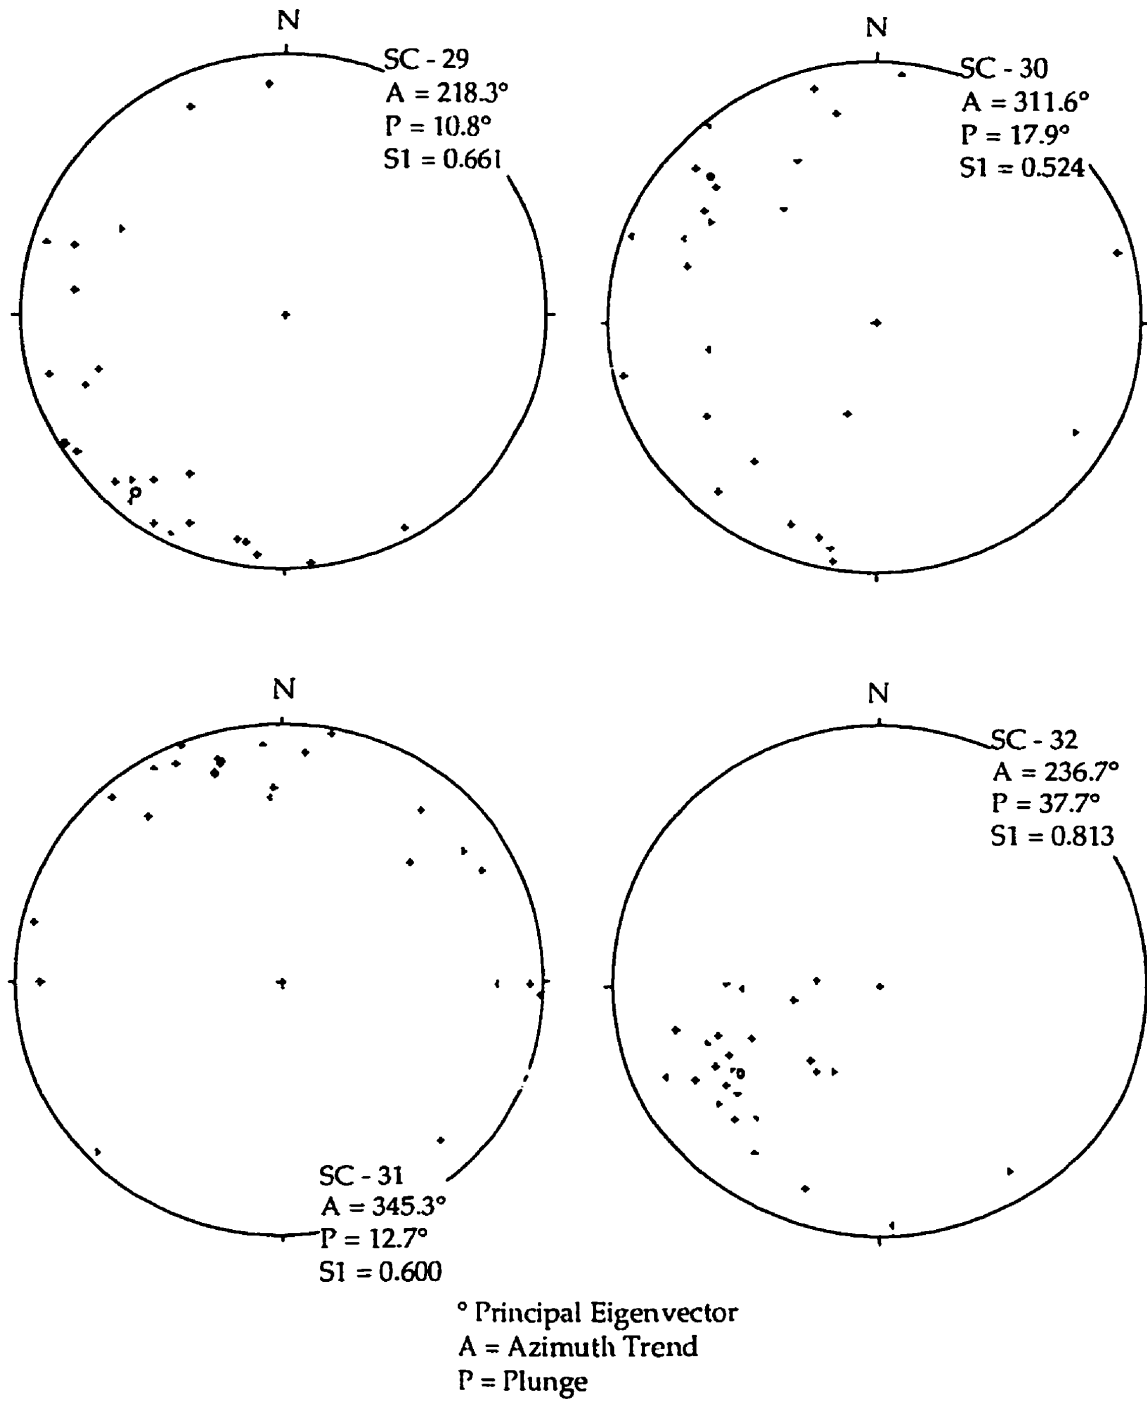 N
SC - 29
A = 218.3°
P = 10.8°
S1 = 0.661
N
SC - 30
A = 311.6°
P = 17.9°
S1 = 0.524
N
SC - 31
A = 345.3°
P = 12.7°
S1 = 0.600
N
SC - 32
A = 236.7°
P = 37.7°
S1 = 0.813
° Principal Eigenvector
A = Azimuth Trend
P = Plunge